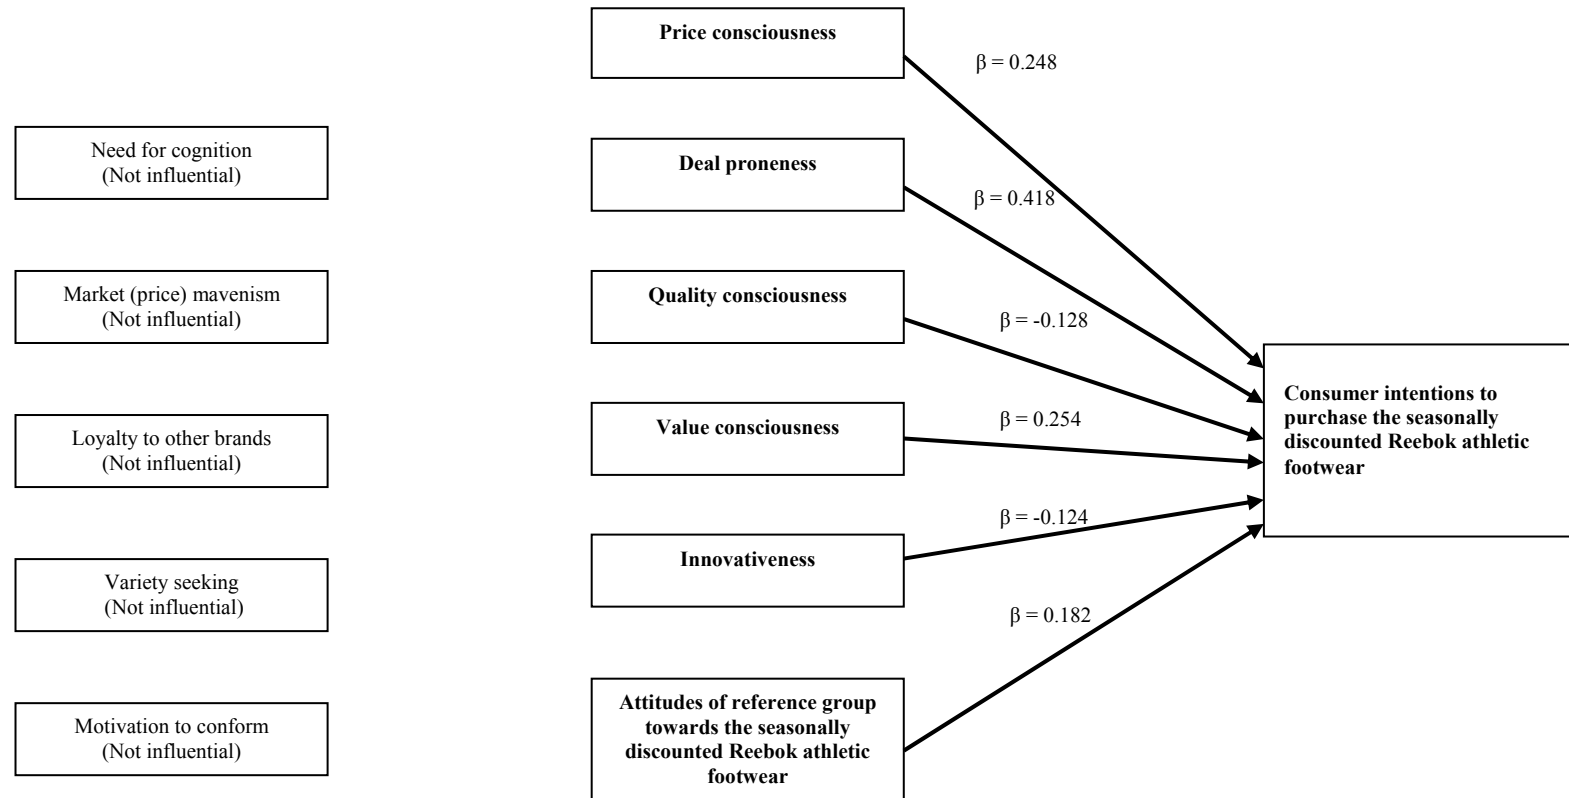 Need for cognition
(Not influential)
Market (price) mavenism
(Not influential)
Loyalty to other brands
(Not influential)
Variety seeking
(Not influential)
Motivation to conform
(Not influential)
Price consciousness
Deal proneness
Quality consciousness
Value consciousness
Innovativeness
Attitudes of reference group
towards the seasonally
discounted Reebok athletic
footwear
β = 0.248
β = 0.418
β = -0.128
β = 0.254
β = -0.124
β = 0.182
Consumer intentions to
purchase the seasonally
discounted Reebok athletic
footwear